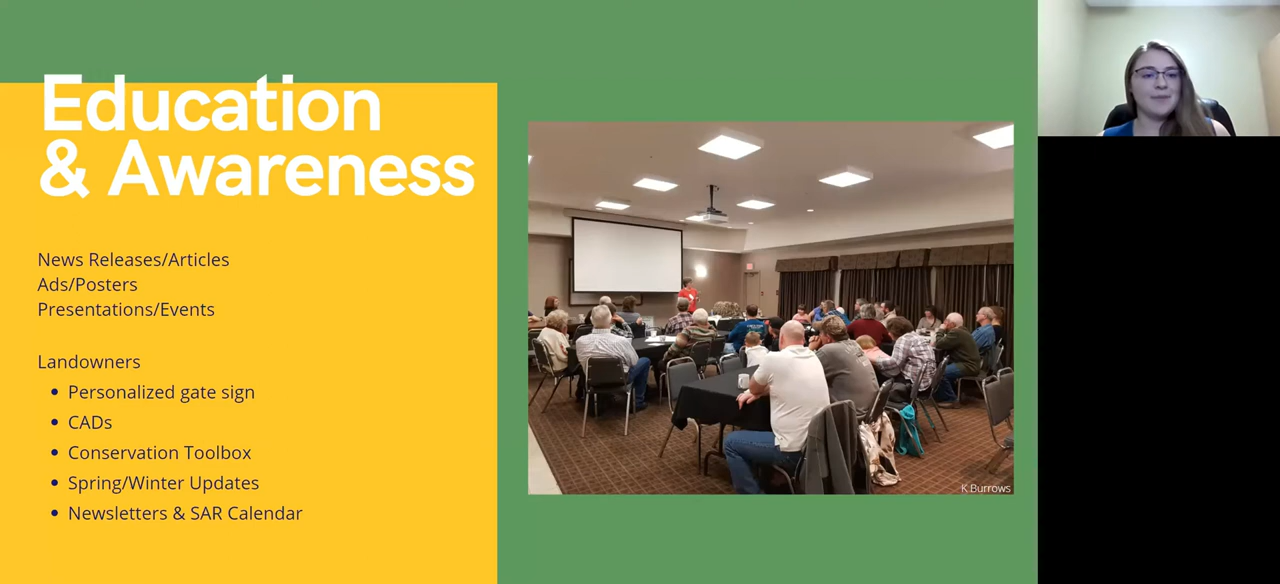 Education
& Awareness
News Releases/Articles
Ads/Posters
Presentations/Events
Landowners
• Personalized gate sign
• CADs
• Conservation Toolbox
• Spring/Winter Updates
• Newsletters & SAR Calendar
K Burrows